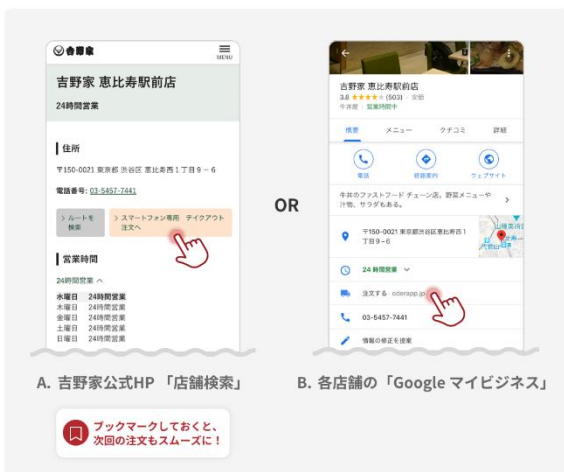 吉野家
MENU
吉野家 恵比寿駅前店
24時間営業
住所
〒150-0021 東京都 渋谷区 恵比寿西1丁目9－6
電話番号: 03-5457-7441
> ルートを
検索
> スマートフォン専用 テイクアウト
注文へ
営業時間
24時間営業 ^
水曜日 24時間営業
木曜日 24時間営業
金曜日 24時間営業
土曜日 24時間営業
日曜日 24時間営業
A. 吉野家公式HP 「店舗検索」
ブックマークしておくと、
次回の注文もスムーズに！
OR
吉野家 恵比寿駅前店
3.8 ★★★★☆ (503) · 安価
牛丼屋 · 営業時間中
概要 メニュー クチコミ 詳細
電話 経路案内 ウェブサイト
牛丼のファストフード チェーン店。野菜メニューや
汁物、サラダもある。
〒150-0021 東京都渋谷区恵比寿西1
丁目9−6
24 時間営業
注文する · oderapp.jp
03-5457-7441
情報の修正を提案
B. 各店舗の「Google マイビジネス」